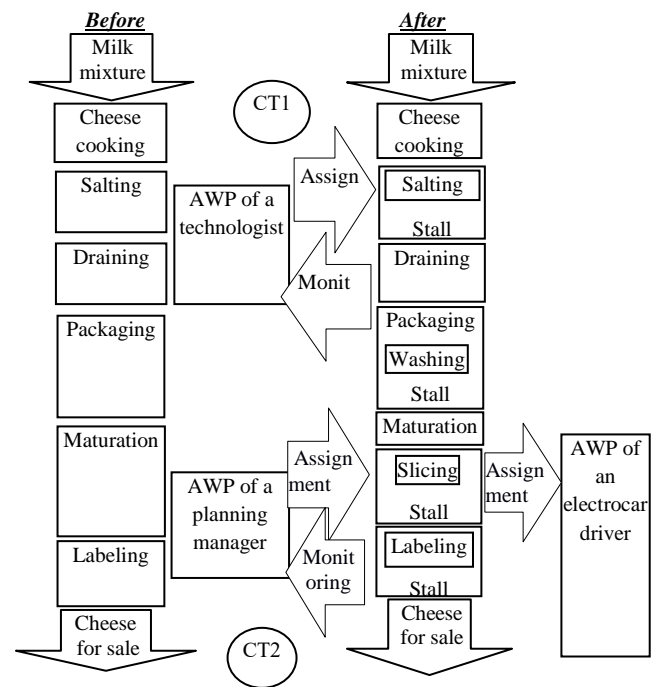 Before
Milk
mixture
Cheese
cooking
Salting
Draining
Packaging
Maturation
Labeling
Cheese
for sale
CT1
AWP of a
technologist
Assign
Monit
AWP of a
planning
manager
Assign
ment
Monit
oring
CT2
After
Milk
mixture
Cheese
cooking
Salting
Stall
Draining
Packaging
Washing
Stall
Maturation
Slicing
Stall
Labeling
Stall
Cheese
for sale
Assign
ment
AWP of
an
electrocar
driver